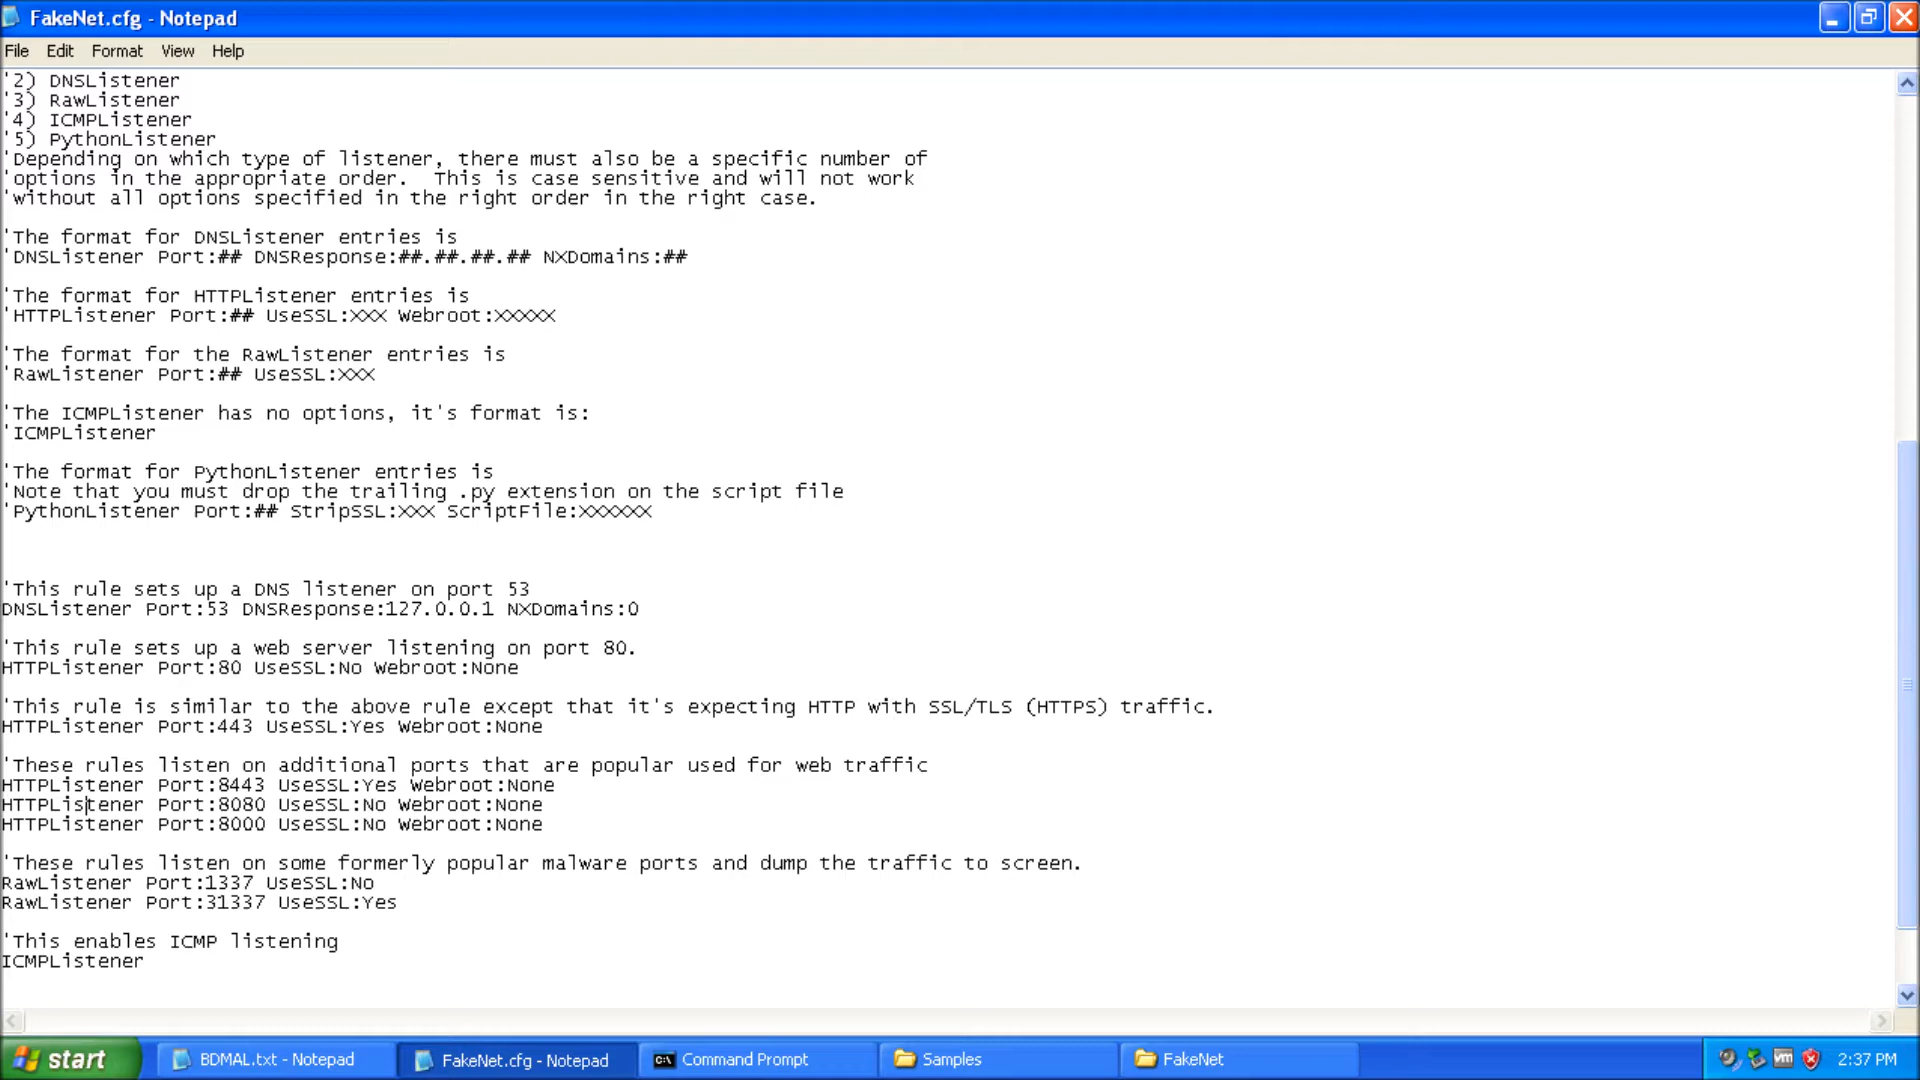 FakeNet.cfg - Notepad
File Edit Format View Help
'2) DNSListener
'3) RawListener
'4) ICMPListener
'5) PythonListener
'Depending on which type of listener, there must also be a specific number of
'options in the appropriate order.  This is case sensitive and will not work
'without all options specified in the right order in the right case.
'The format for DNSListener entries is
'DNSListener Port:## DNSResponse:##.##.##.## NXDomains:##
'The format for HTTPListener entries is
'HTTPListener Port:## UseSSL:XXX Webroot:XXXXX
'The format for the RawListener entries is
'RawListener Port:## UseSSL:XXX
'The ICMPListener has no options, it's format is:
'ICMPListener
'The format for PythonListener entries is
'Note that you must drop the trailing .py extension on the script file
'PythonListener Port:## StripSSL:XXX ScriptFile:XXXXXX
'This rule sets up a DNS listener on port 53
DNSListener Port:53 DNSResponse:127.0.0.1 NXDomains:0
'This rule sets up a web server listening on port 80.
HTTPListener Port:80 UseSSL:No Webroot:None
'This rule is similar to the above rule except that it's expecting HTTP with SSL/TLS (HTTPS) traffic.
HTTPListener Port:443 UseSSL:Yes Webroot:None
'These rules listen on additional ports that are popular used for web traffic
HTTPListener Port:8443 UseSSL:Yes Webroot:None
HTTPListener Port:8080 UseSSL:No Webroot:None
HTTPListener Port:8000 UseSSL:No Webroot:None
'These rules listen on some formerly popular malware ports and dump the traffic to screen.
RawListener Port:1337 UseSSL:No
RawListener Port:31337 UseSSL:Yes
'This enables ICMP listening
ICMPListener
start BDMAL.txt - Notepad FakeNet.cfg - Notepad C:\ Command Prompt Samples FakeNet vm 2:37 PM